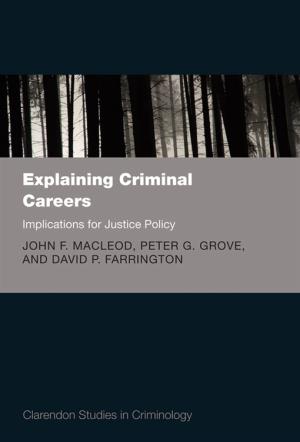 Explaining Criminal
Careers
Implications for Justice Policy
JOHN F. MACLEOD, PETER G. GROVE,
AND DAVID P. FARRINGTON
Clarendon Studies in Criminology